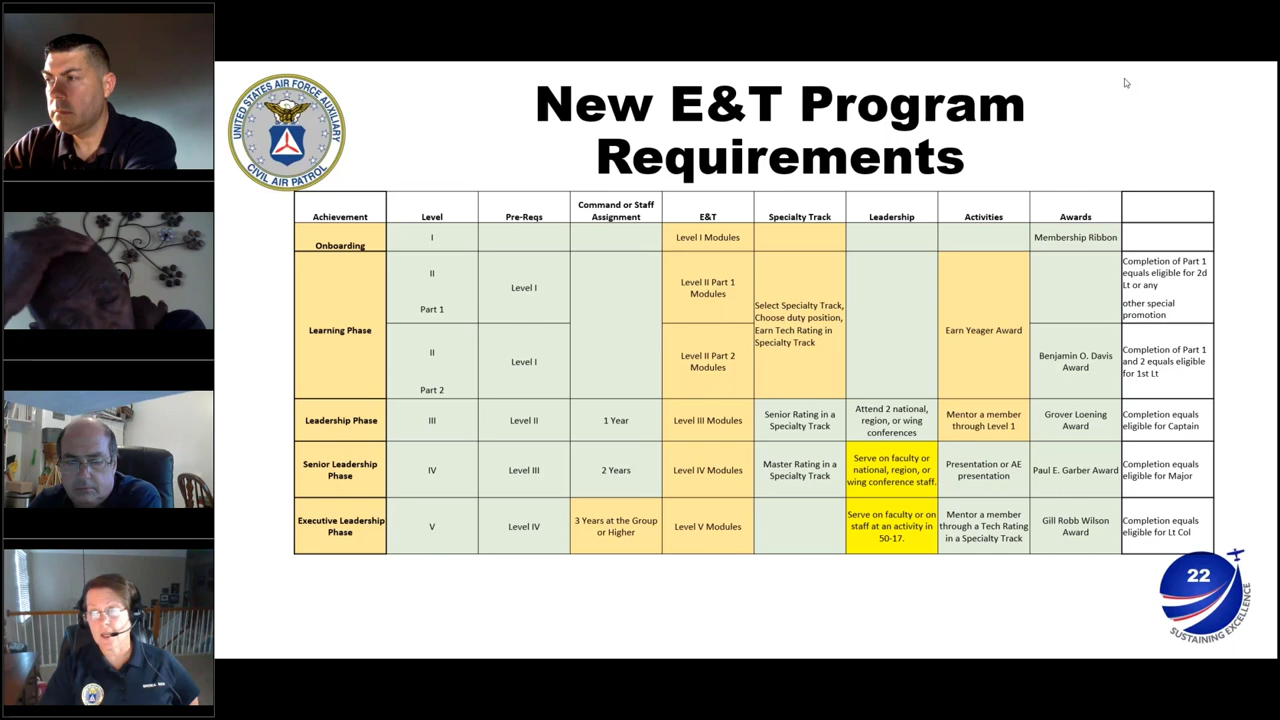 UNITED STATES AIR FORCE AUXILIARY
CIVIL AIR PATROL
New E&T Program
Requirements
Achievement
Level
Pre-Reqs
Command or Staff
Assignment
E&T
Specialty Track
Leadership
Activities
Awards
Onboarding
I
Level I Modules
Membership Ribbon
Learning Phase
II
Part 1
Level I
Level II Part 1
Modules
Select Specialty Track,
Choose duty position,
Earn Tech Rating in
Specialty Track
Earn Yeager Award
Completion of Part 1
equals eligible for 2d
Lt or any
other special
promotion
II
Part 2
Level I
Level II Part 2
Modules
Benjamin O. Davis
Award
Completion of Part 1
and 2 equals eligible
for 1st Lt
Leadership Phase
III
Level II
1 Year
Level III Modules
Senior Rating in a
Specialty Track
Attend 2 national,
region, or wing
conferences
Mentor a member
through Level 1
Grover Loening
Award
Completion equals
eligible for Captain
Senior Leadership
Phase
IV
Level III
2 Years
Level IV Modules
Master Rating in a
Specialty Track
Serve on faculty or
national, region, or
wing conference staff.
Presentation or AE
presentation
Paul E. Garber Award
Completion equals
eligible for Major
Executive Leadership
Phase
V
Level IV
3 Years at the Group
or Higher
Level V Modules
Serve on faculty or on
staff at an activity in
50-17.
Mentor a member
through a Tech Rating
in a Specialty Track
Gill Robb Wilson
Award
Completion equals
eligible for Lt Col
22
SUSTAINING EXCELLENCE